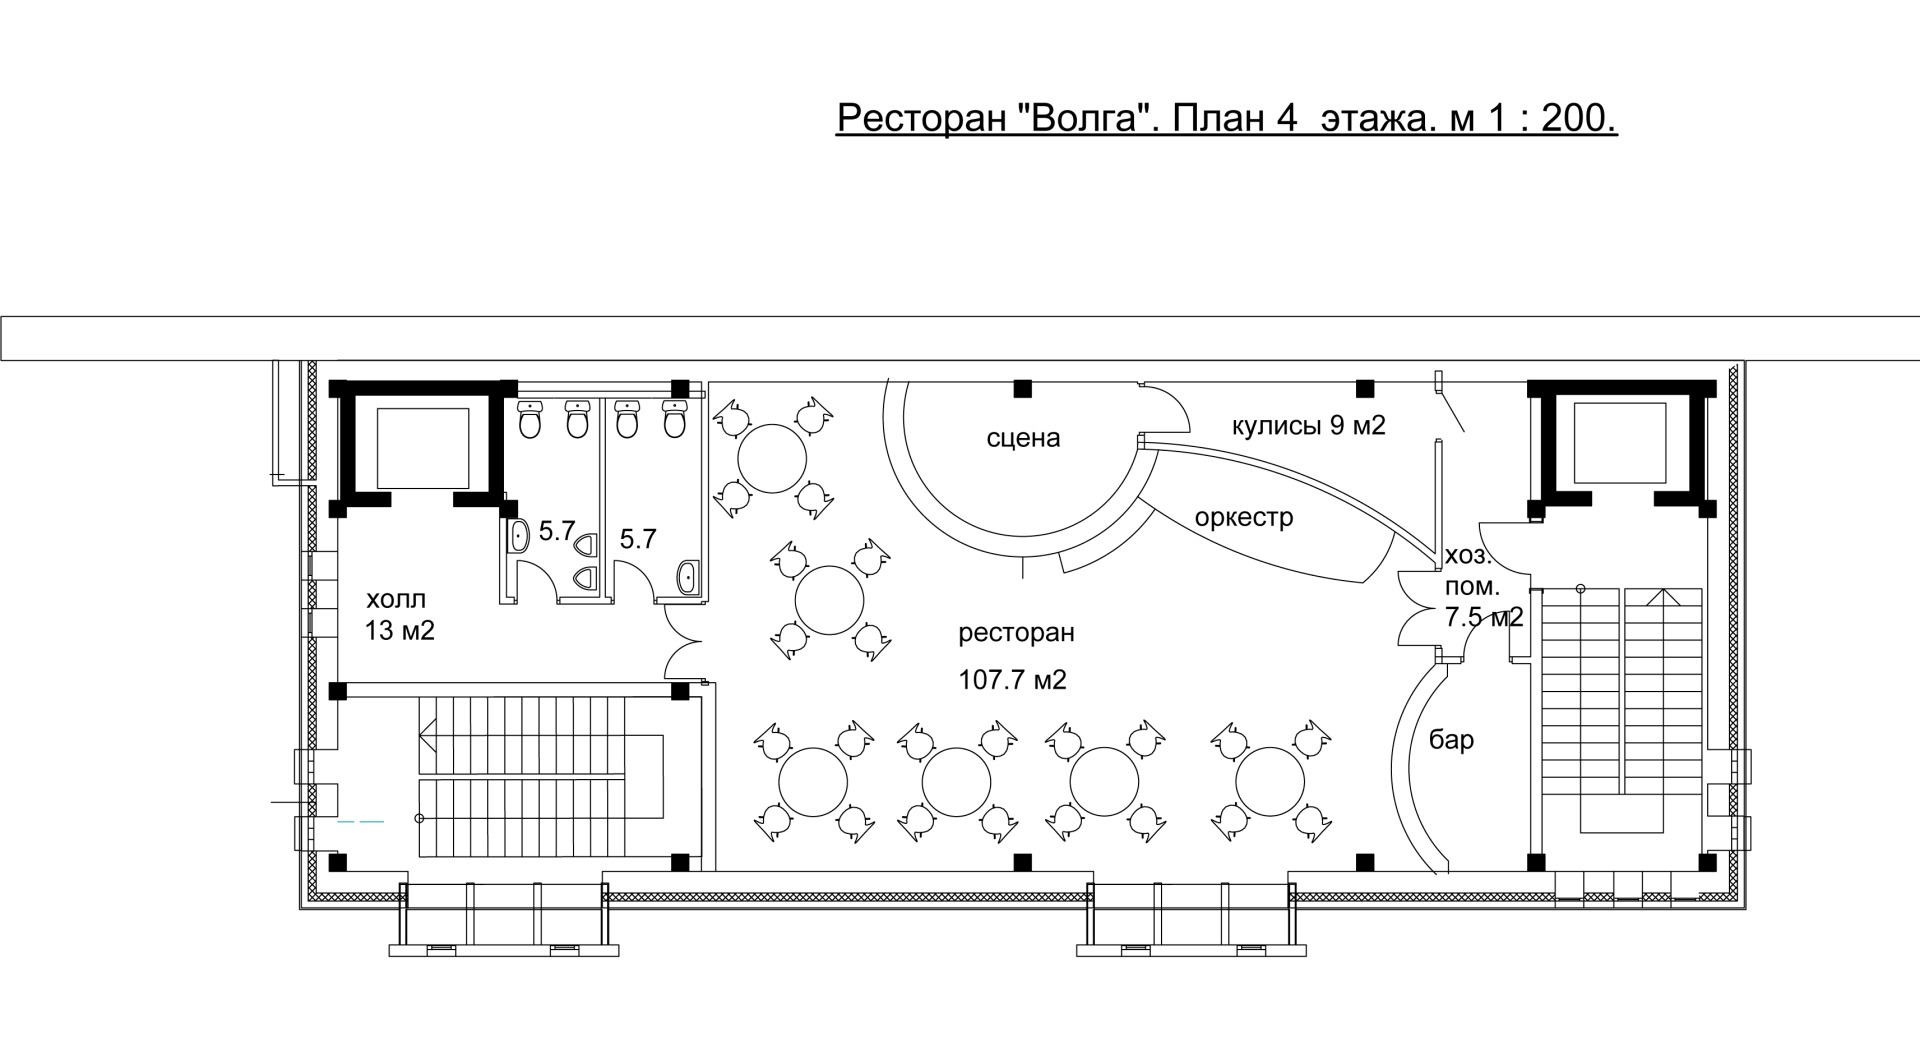 Ресторан "Волга". План 4 этажа. м 1 : 200.
сцена
кулисы 9 м2
оркестр
5.7
5.7
хоз.
пом.
7.5 м2
холл
13 м2
ресторан
107.7 м2
бар